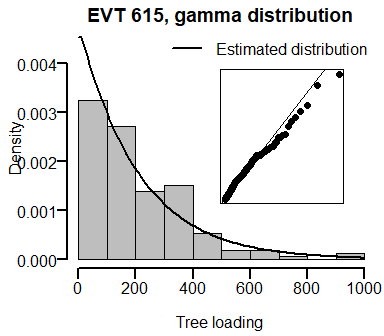 EVT 615, gamma distribution
Estimated distribution
Density
0.004
0.003
0.002
0.001
0.000
0 200 400 600 800 1000
Tree loading